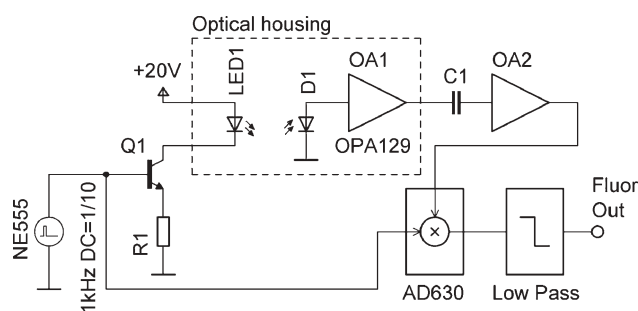 Optical housing
+20V
LED1
D1
OA1
C1
OA2
Q1
OPA129
NE555
1kHz DC=1/10
R1
Fluor
Out
AD630
Low Pass